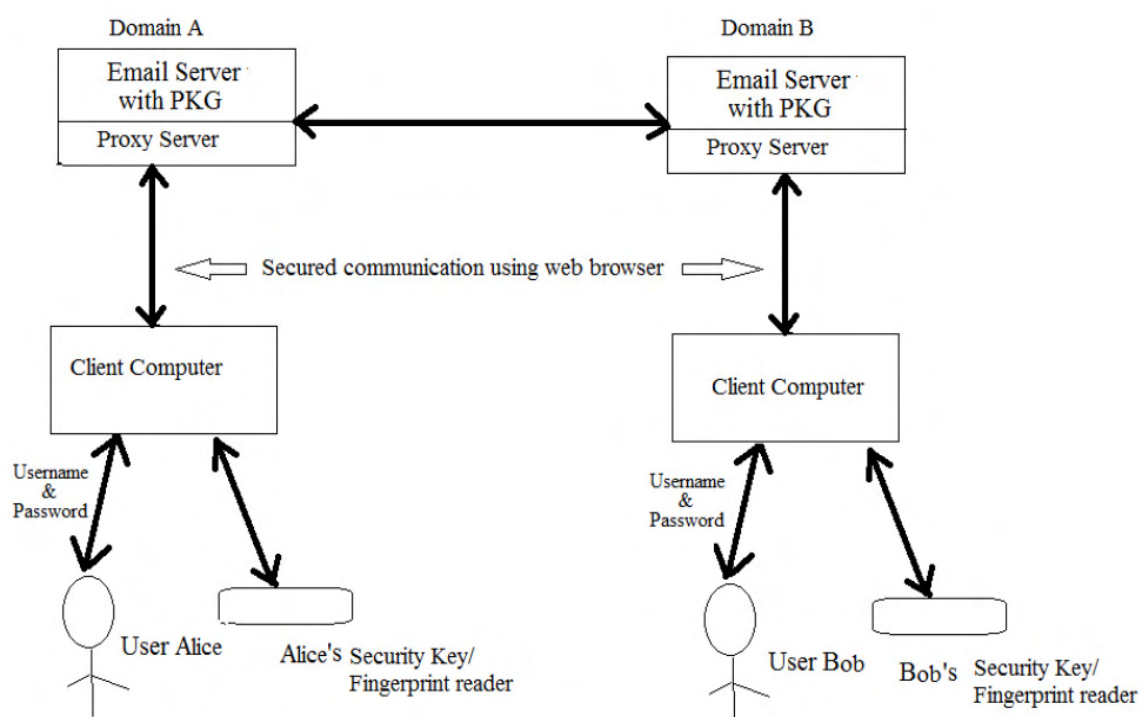 Domain A
Domain B
Email Server
with PKG
Proxy Server
Email Server
with PKG
Proxy Server
Secured communication using web browser
Client Computer
Client Computer
Username
&
Password
Username
&
Password
User Alice
Alice's Security Key/
Fingerprint reader
User Bob
Bob's Security Key/
Fingerprint reader